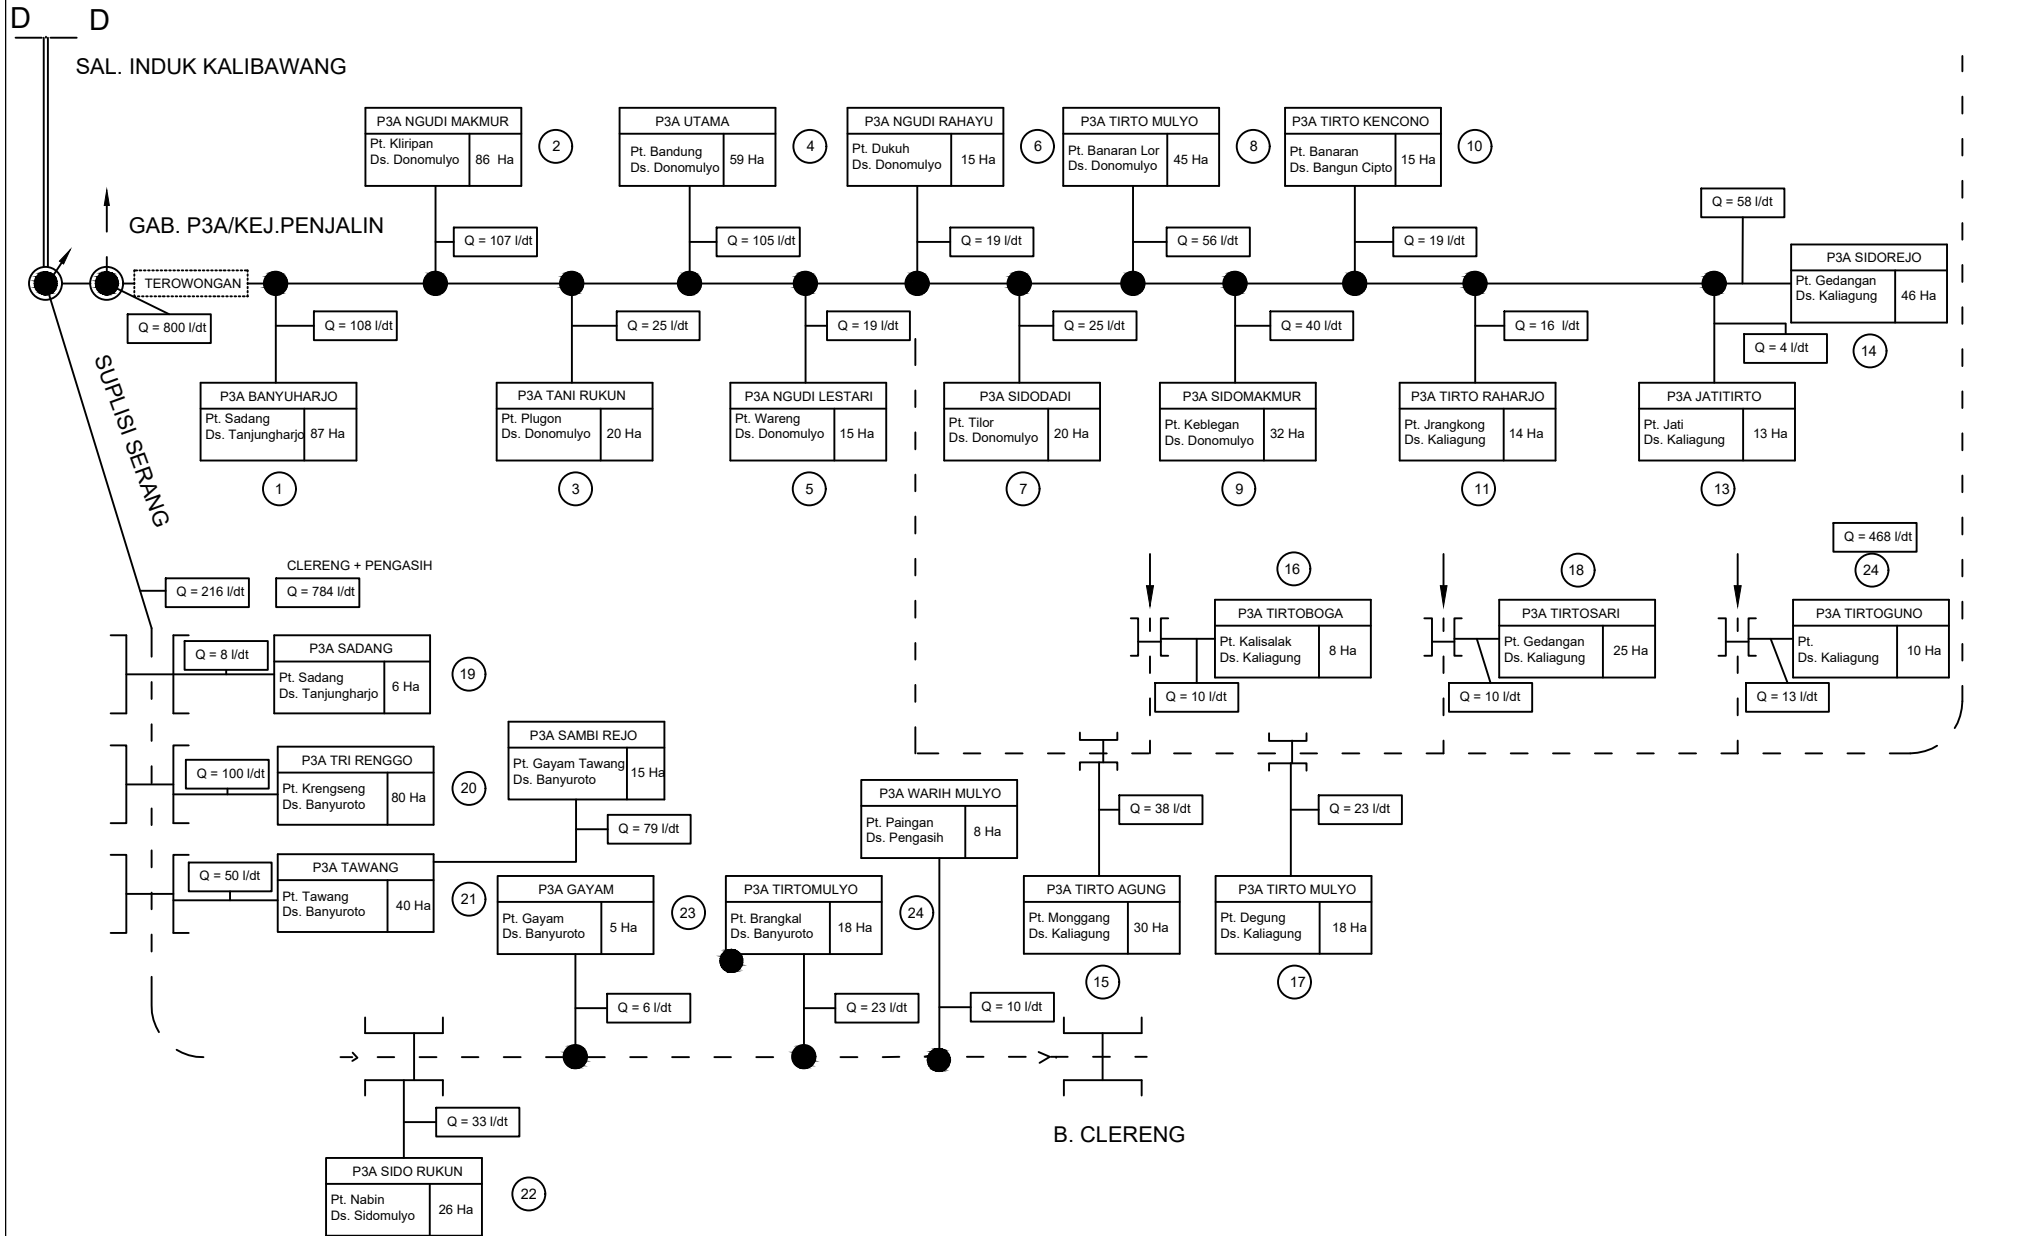 D
D
SAL. INDUK KALIBAWANG
GAB. P3A/KEJ.PENJALIN
TEROWONGAN
Q = 800 l/dt
SUPLISI SERANG
P3A NGUDI MAKMUR
Pt. Kliripan
Ds. Donomulyo
86 Ha
2
Q = 107 l/dt
P3A UTAMA
Pt. Bandung
Ds. Donomulyo
59 Ha
4
Q = 105 l/dt
P3A NGUDI RAHAYU
Pt. Dukuh
Ds. Donomulyo
15 Ha
6
Q = 19 l/dt
P3A TIRTO MULYO
Pt. Banaran Lor
Ds. Donomulyo
45 Ha
8
Q = 56 l/dt
P3A TIRTO KENCONO
Pt. Banaran
Ds. Bangun Cipto
15 Ha
10
Q = 19 l/dt
Q = 58 l/dt
P3A SIDOREJO
Pt. Gedangan
Ds. Kaliagung
46 Ha
14
Q = 108 l/dt
P3A BANYUHARJO
Pt. Sadang
Ds. Tanjungharjo
87 Ha
1
Q = 25 l/dt
P3A TANI RUKUN
Pt. Plugon
Ds. Donomulyo
20 Ha
3
Q = 19 l/dt
P3A NGUDI LESTARI
Pt. Wareng
Ds. Donomulyo
15 Ha
5
Q = 25 l/dt
P3A SIDODADI
Pt. Tilor
Ds. Donomulyo
20 Ha
7
Q = 40 l/dt
P3A SIDOMAKMUR
Pt. Keblegan
Ds. Donomulyo
32 Ha
9
Q = 16 l/dt
P3A TIRTO RAHARJO
Pt. Jrangkong
Ds. Kaliagung
14 Ha
11
Q = 4 l/dt
P3A JATITIRTO
Pt. Jati
Ds. Kaliagung
13 Ha
13
Q = 216 l/dt
CLERENG + PENGASIH
Q = 784 l/dt
16
P3A TIRTOBOGA
Pt. Kalisalak
Ds. Kaliagung
8 Ha
Q = 10 l/dt
18
P3A TIRTOSARI
Pt. Gedangan
Ds. Kaliagung
25 Ha
Q = 10 l/dt
Q = 468 l/dt
24
P3A TIRTOGUNO
Pt.
Ds. Kaliagung
10 Ha
Q = 13 l/dt
Q = 8 l/dt
P3A SADANG
Pt. Sadang
Ds. Tanjungharjo
6 Ha
19
Q = 100 l/dt
P3A TRI RENGGO
Pt. Krengseng
Ds. Banyuroto
80 Ha
20
P3A SAMBI REJO
Pt. Gayam Tawang
Ds. Banyuroto
15 Ha
Q = 79 l/dt
Q = 50 l/dt
P3A TAWANG
Pt. Tawang
Ds. Banyuroto
40 Ha
21
P3A GAYAM
Pt. Gayam
Ds. Banyuroto
5 Ha
23
Q = 6 l/dt
P3A TIRTOMULYO
Pt. Brangkal
Ds. Banyuroto
18 Ha
24
Q = 23 l/dt
P3A WARIH MULYO
Pt. Paingan
Ds. Pengasih
8 Ha
Q = 10 l/dt
Q = 38 l/dt
P3A TIRTO AGUNG
Pt. Monggang
Ds. Kaliagung
30 Ha
15
Q = 23 l/dt
P3A TIRTO MULYO
Pt. Degung
Ds. Kaliagung
18 Ha
17
Q = 33 l/dt
P3A SIDO RUKUN
Pt. Nabin
Ds. Sidomulyo
26 Ha
22
B. CLERENG